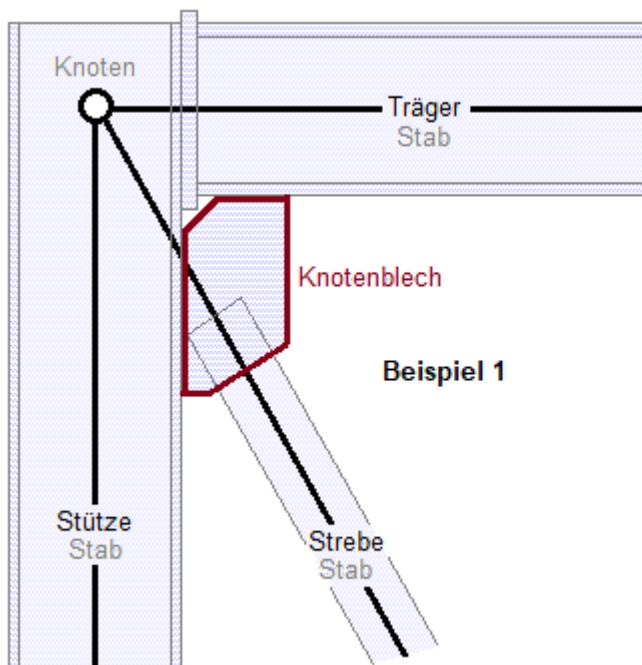 Knoten
Träger
Stab
Knotenblech
Beispiel 1
Stütze
Stab
Strebe
Stab